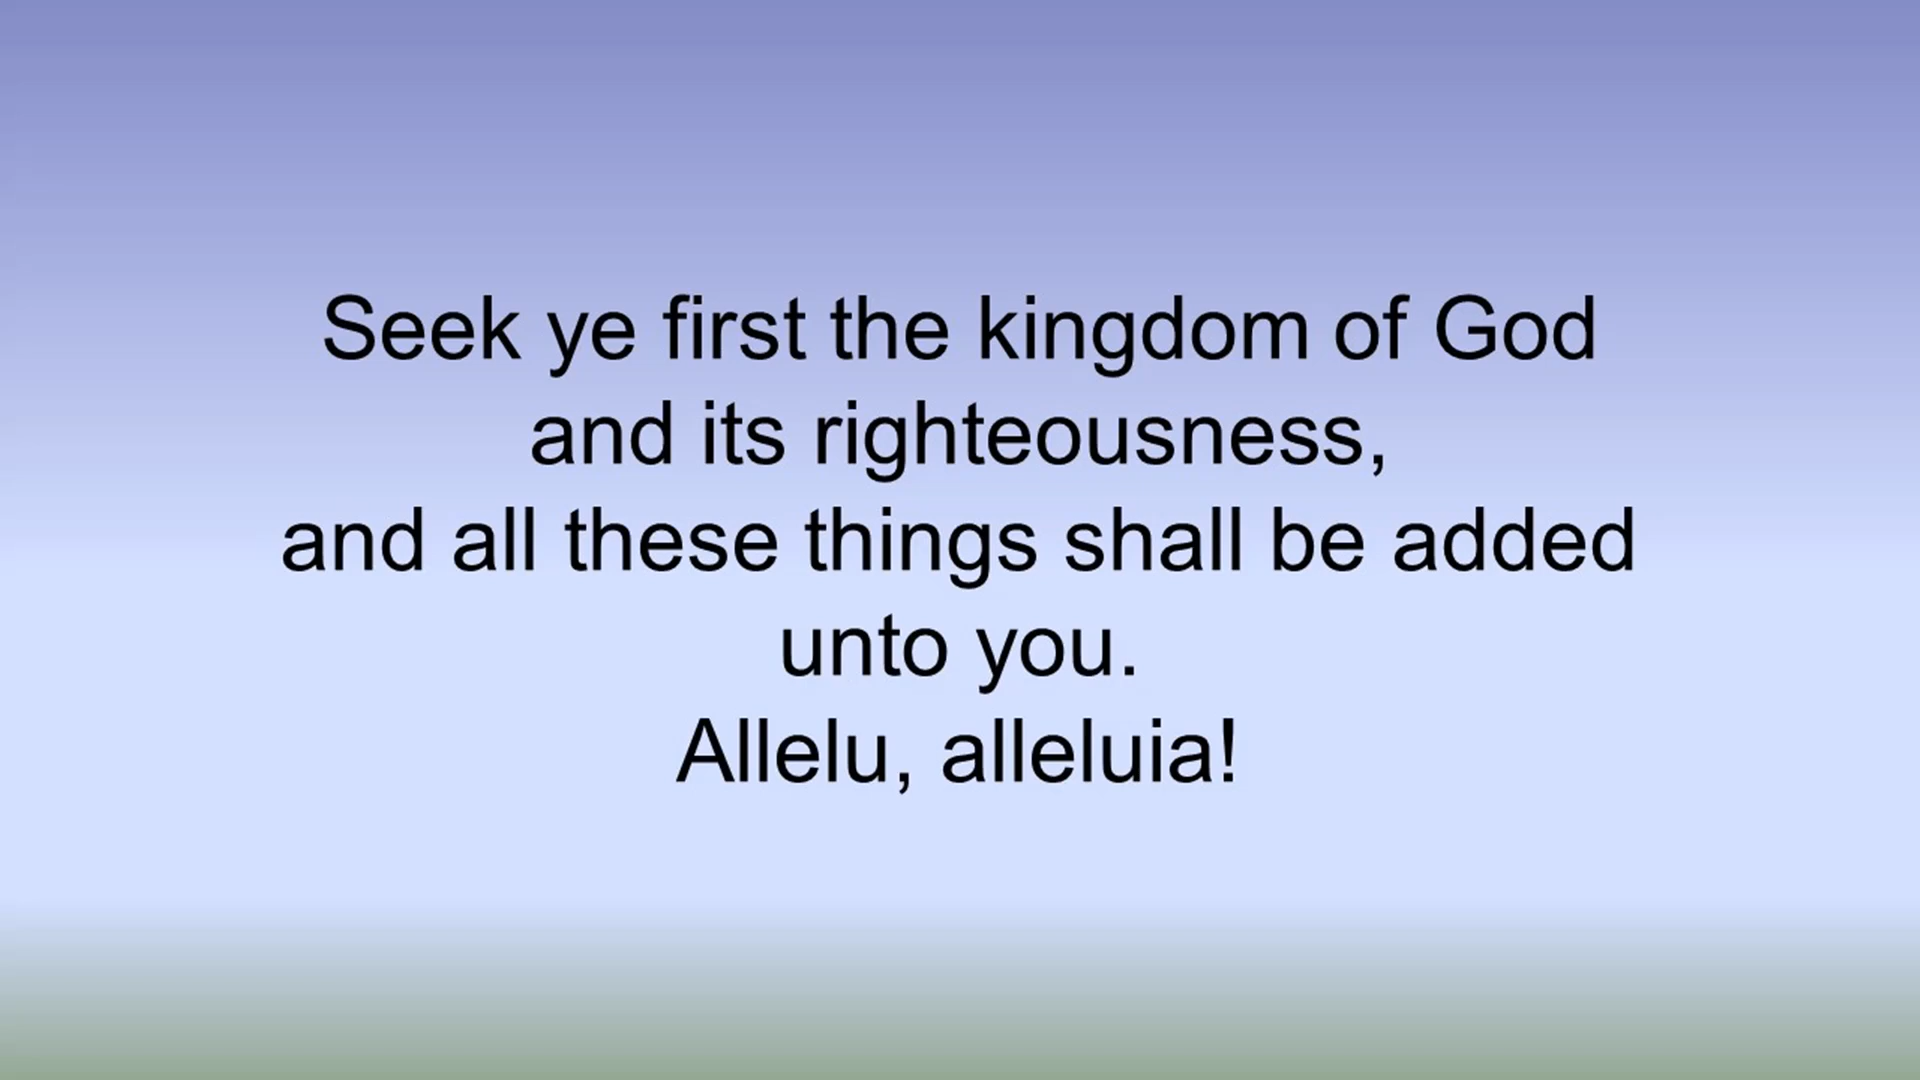 Seek ye first the kingdom of God
and its righteousness,
and all these things shall be added
unto you.
Allelu, alleluia!